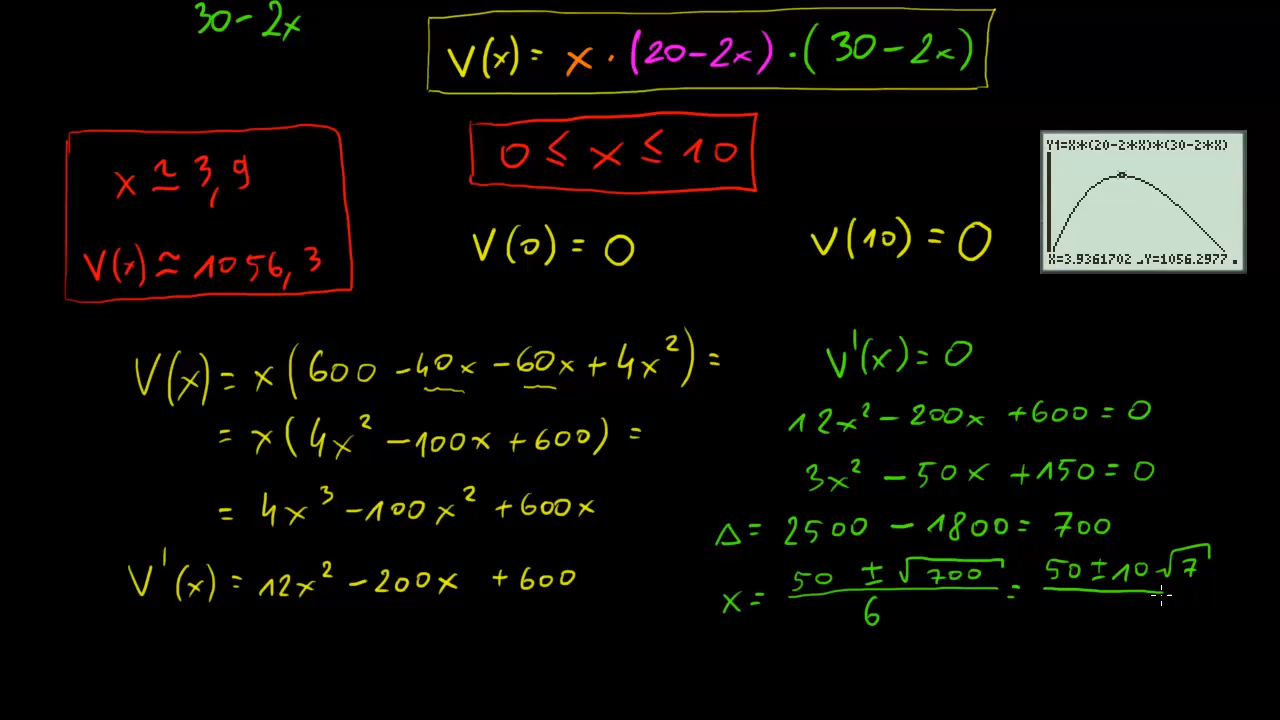 30-2x
V(x) = x · (20-2x) · (30-2x)
0 ≤ x ≤ 10
x ≃ 3,9
V(x) ≃ 1056,3
V(0) = 0
V(10) = 0
Y1=X*(20-2*X)*(30-2*X)
X=3.9361702 Y=1056.2977
V(x) = x(600 -40x -60x +4x²) =
= x(4x² -100x +600) =
= 4x³ -100x² +600x
V'(x) = 12x² -200x +600
V'(x) = 0
12x² -200x +600 = 0
3x² -50x +150 = 0
Δ = 2500 - 1800 = 700
x = (50 ± √700)/6 = 50 ± 10√7